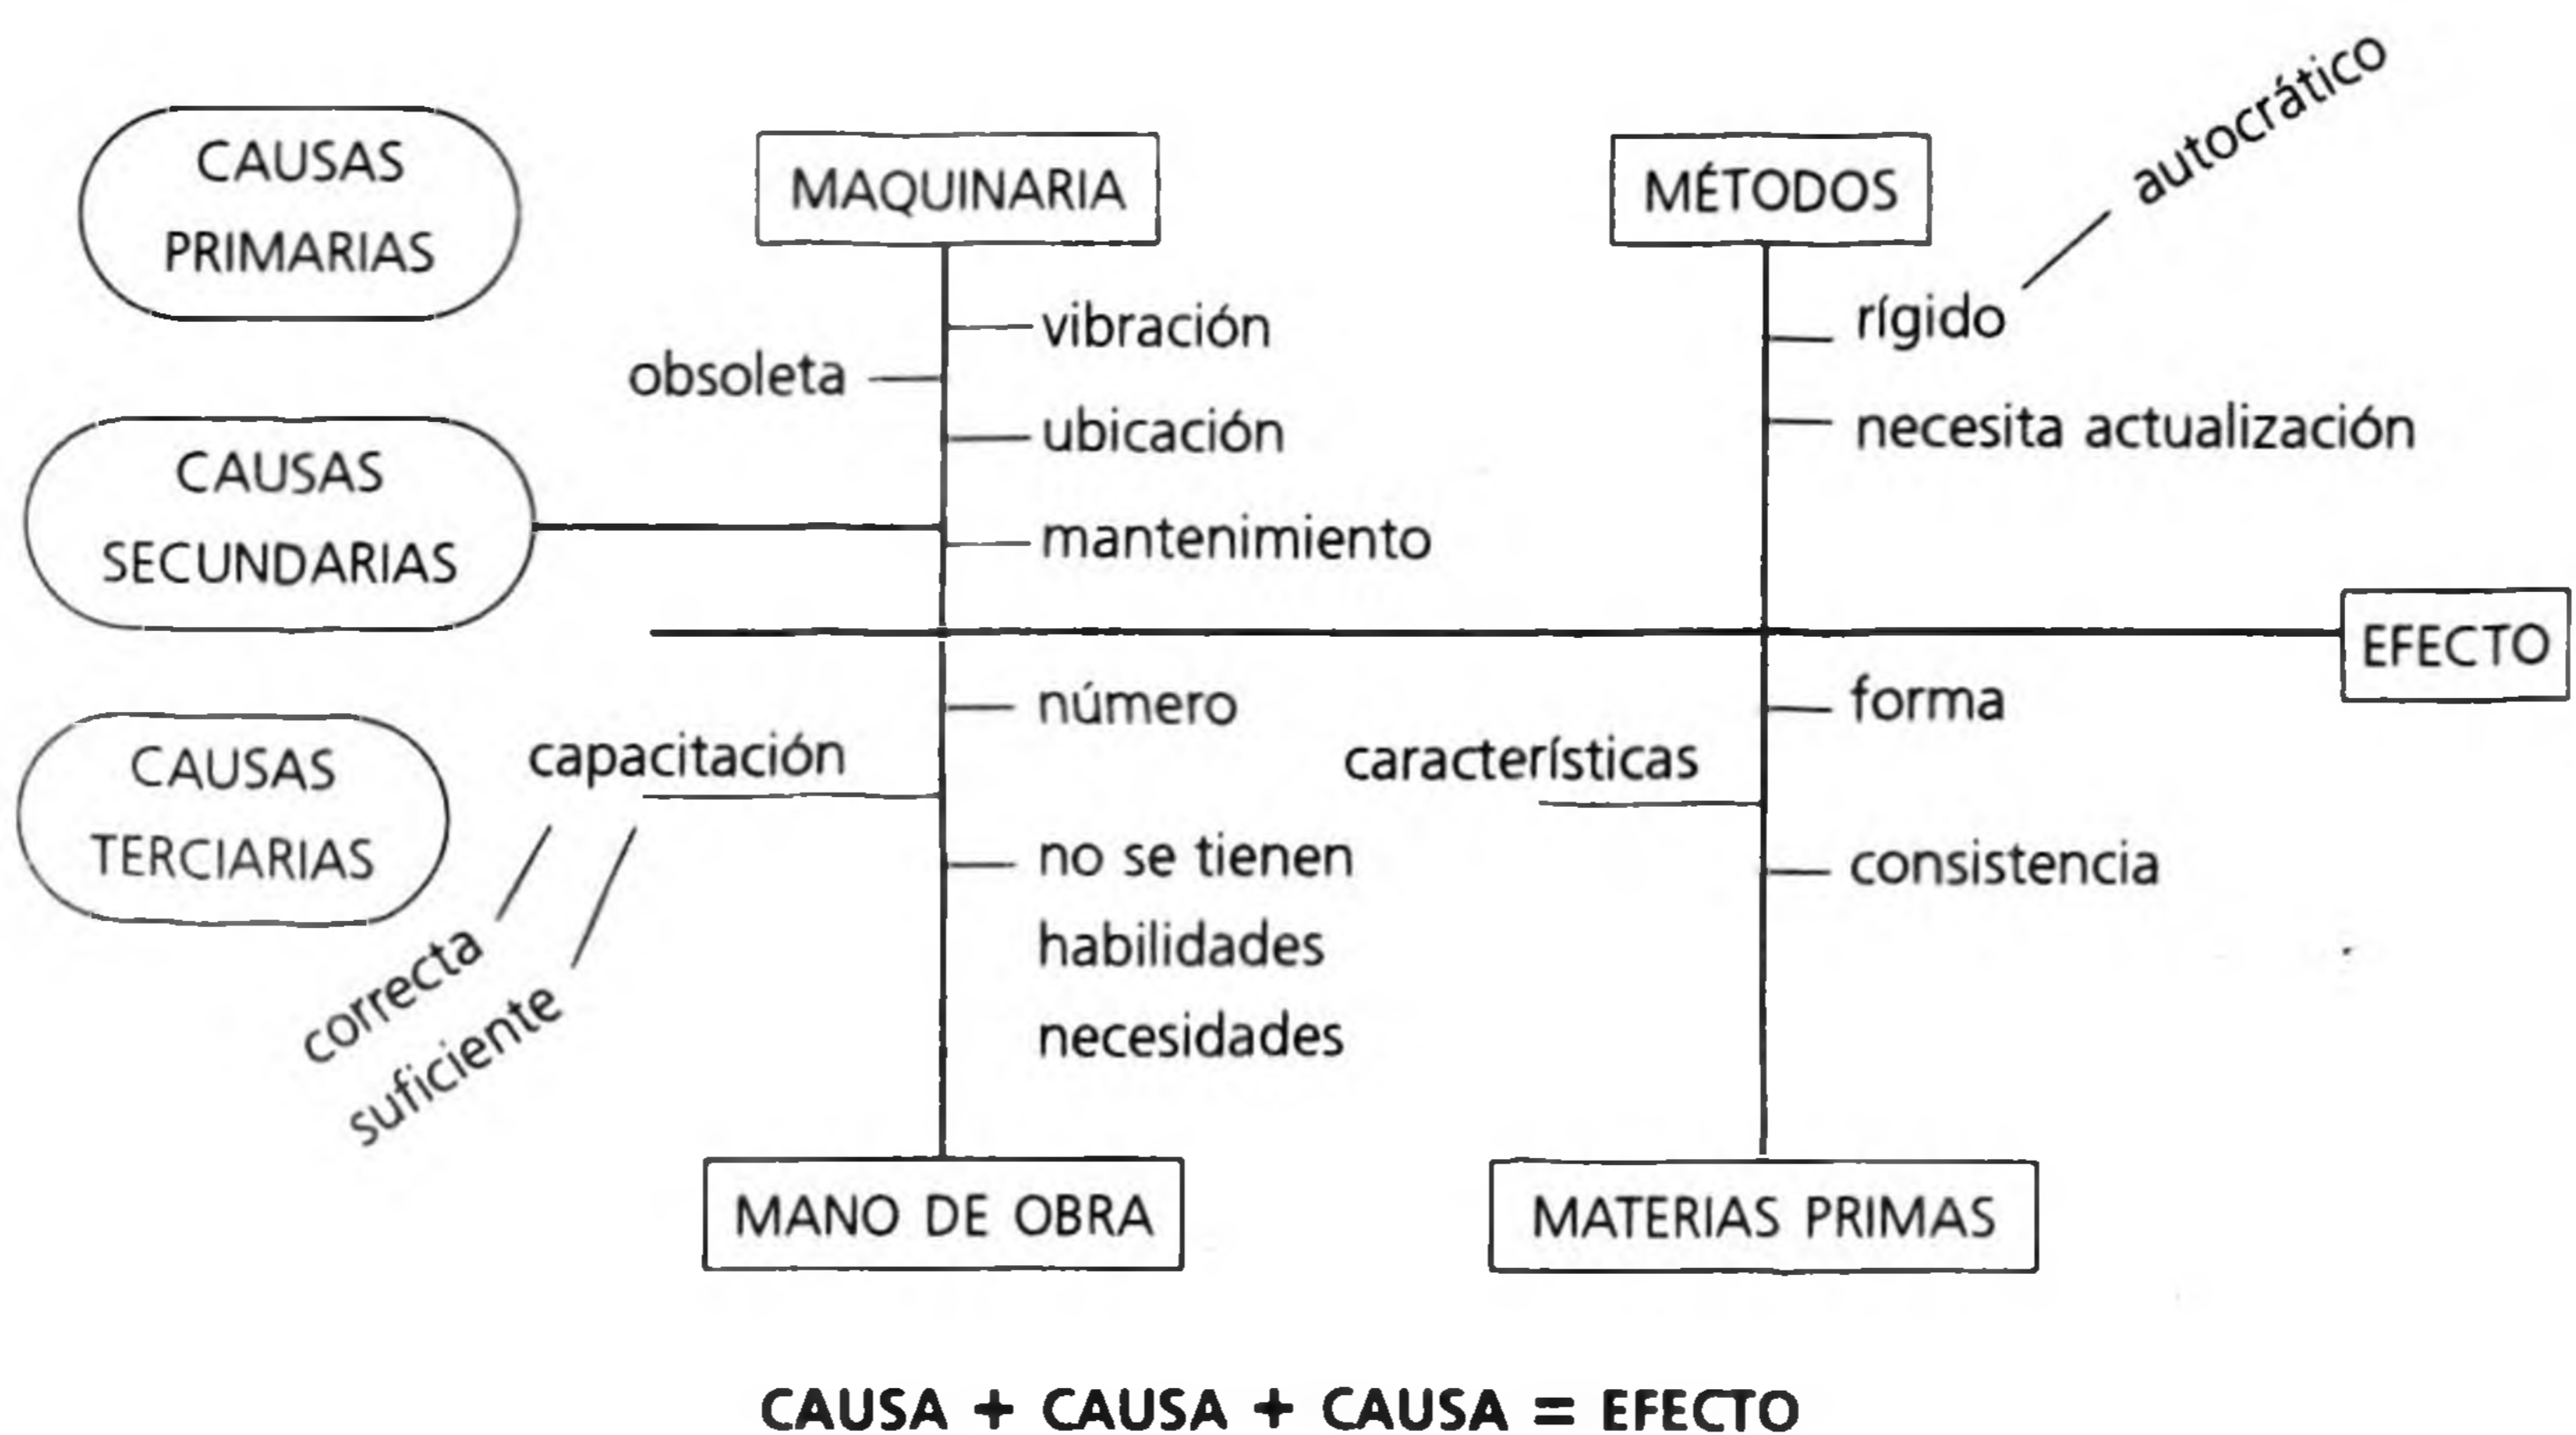 autocrático
CAUSAS
PRIMARIAS
MAQUINARIA
MÉTODOS
vibración
rígido
obsoleta
ubicación
necesita actualización
CAUSAS
SECUNDARIAS
mantenimiento
EFECTO
número
forma
capacitación
características
CAUSAS
TERCIARIAS
no se tienen
habilidades
necesidades
consistencia
correcta
suficiente
MANO DE OBRA
MATERIAS PRIMAS
CAUSA + CAUSA + CAUSA = EFECTO